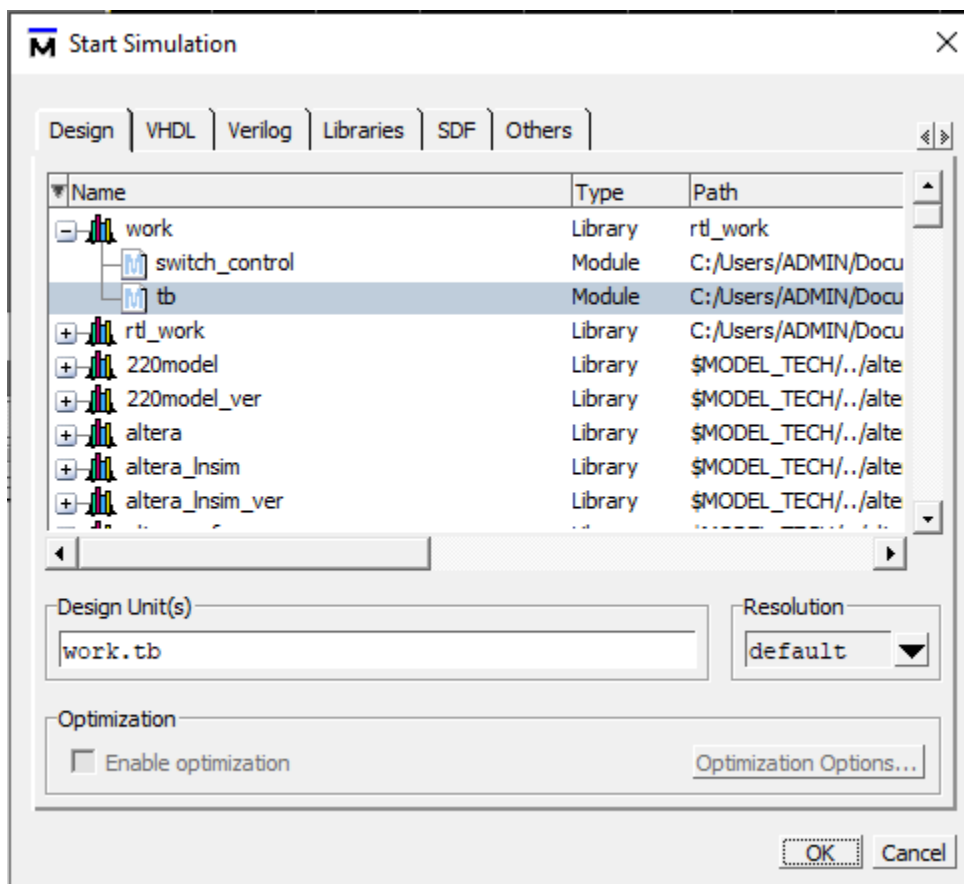 Start Simulation
Design VHDL Verilog Libraries SDF Others
Name Type Path
work Library rtl_work
switch_control Module C:/Users/ADMIN/Docu
tb Module C:/Users/ADMIN/Docu
rtl_work Library C:/Users/ADMIN/Docu
220model Library $MODEL_TECH/../alte
220model_ver Library $MODEL_TECH/../alte
altera Library $MODEL_TECH/../alte
altera_lnsim Library $MODEL_TECH/../alte
altera_lnsim_ver Library $MODEL_TECH/../alte
Design Unit(s) Resolution
work.tb default
Optimization
Enable optimization Optimization Options...
OK Cancel